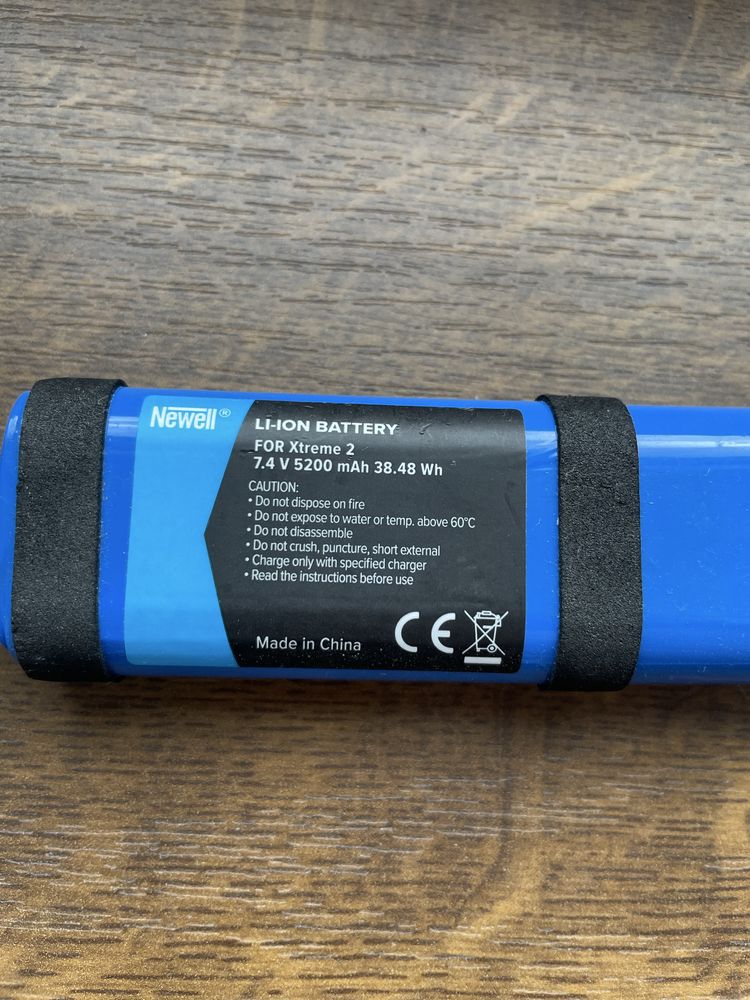 Newell®
LI-ION BATTERY
FOR Xtreme 2
7.4 V 5200 mAh 38.48 Wh
CAUTION:
• Do not dispose on fire
• Do not expose to water or temp. above 60°C
• Do not disassemble
• Do not crush, puncture, short external
• Charge only with specified charger
• Read the instructions before use
Made in China
CE